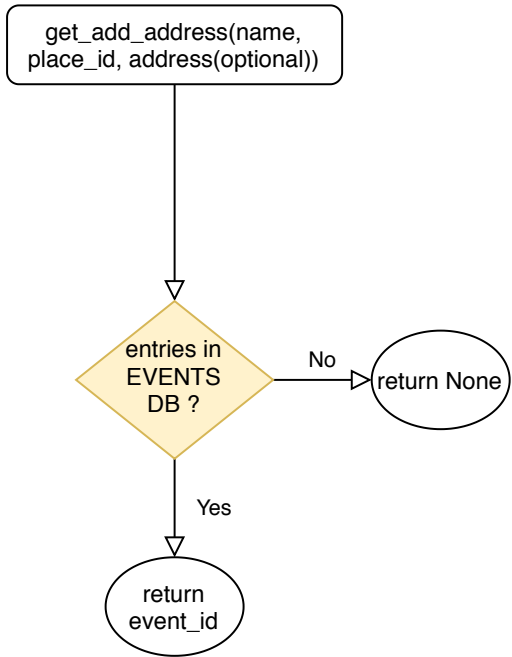 get_add_address(name,
place_id, address(optional))
entries in
EVENTS
DB ?
No
return None
Yes
return
event_id